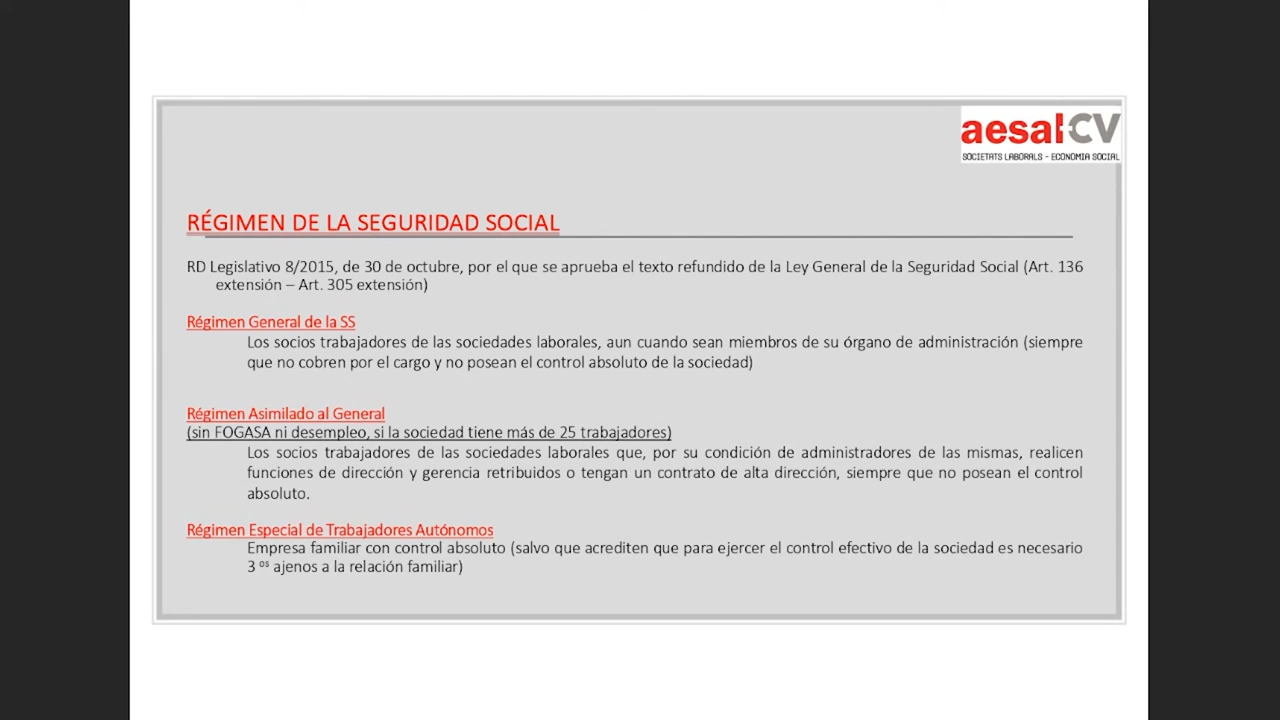 aesal-CV
SOCIETATS LABORALS - ECONOMIA SOCIAL
RÉGIMEN DE LA SEGURIDAD SOCIAL
RD Legislativo 8/2015, de 30 de octubre, por el que se aprueba el texto refundido de la Ley General de la Seguridad Social (Art. 136
extensión – Art. 305 extensión)
Régimen General de la SS
Los socios trabajadores de las sociedades laborales, aun cuando sean miembros de su órgano de administración (siempre
que no cobren por el cargo y no posean el control absoluto de la sociedad)
Régimen Asimilado al General
(sin FOGASA ni desempleo, si la sociedad tiene más de 25 trabajadores)
Los socios trabajadores de las sociedades laborales que, por su condición de administradores de las mismas, realicen
funciones de dirección y gerencia retribuidos o tengan un contrato de alta dirección, siempre que no posean el control
absoluto.
Régimen Especial de Trabajadores Autónomos
Empresa familiar con control absoluto (salvo que acrediten que para ejercer el control efectivo de la sociedad es necesario
3 os ajenos a la relación familiar)